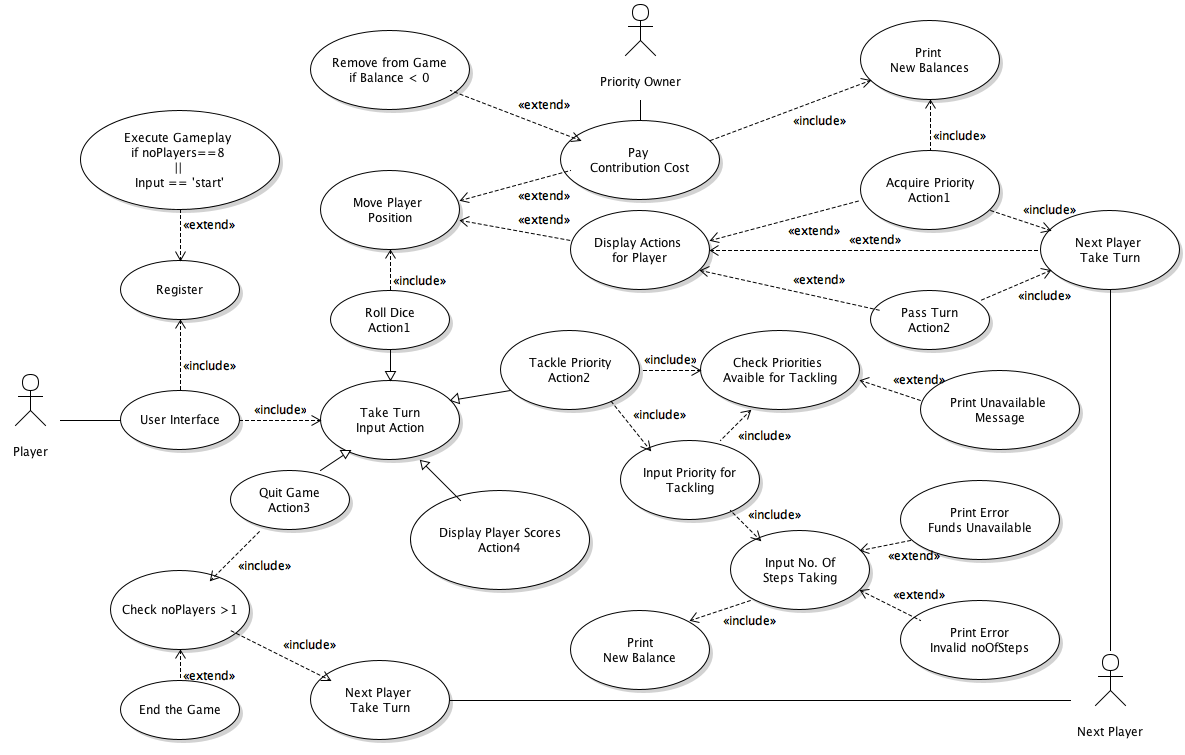 Remove from Game
if Balance < 0
Priority Owner
Print
New Balances
«extend»
«include»
Execute Gameplay
if noPlayers==8
||
Input == 'start'
Pay
Contribution Cost
«include»
Acquire Priority
Action1
Move Player
Position
«extend»
«extend»
«extend»
«include»
Display Actions
for Player
«extend»
«extend»
Next Player
Take Turn
Register
«include»
«extend»
«include»
Roll Dice
Action1
Pass Turn
Action2
«include»
Tackle Priority
Action2
«include»
Check Priorities
Avaible for Tackling
«extend»
Player
User Interface
«include»
Take Turn
Input Action
«include»
«include»
Print Unavailable
Message
Quit Game
Action3
Input Priority for
Tackling
Display Player Scores
Action4
«include»
Print Error
Funds Unavailable
«extend»
«include»
Input No. Of
Steps Taking
«extend»
Check noPlayers >1
«include»
«include»
Print Error
Invalid noOfSteps
Print
New Balance
«extend»
End the Game
Next Player
Take Turn
Next Player